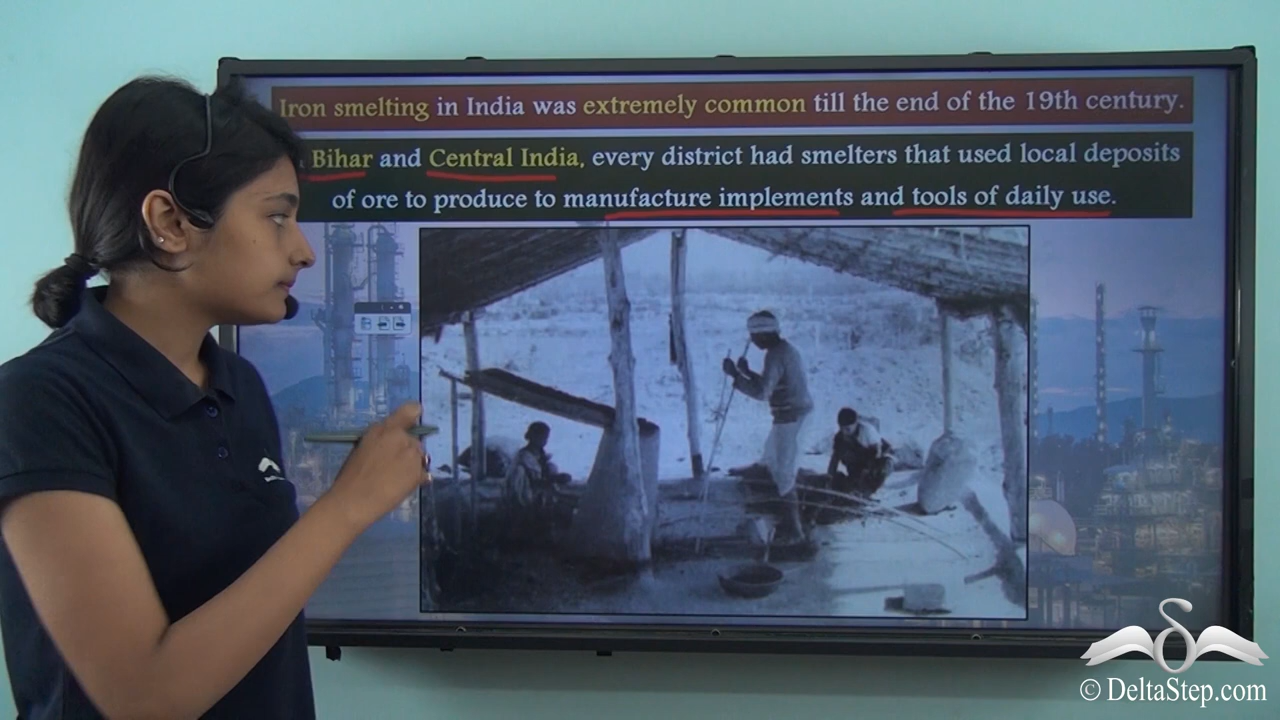 Iron smelting in India was extremely common till the end of the 19th century.
Bihar and Central India, every district had smelters that used local deposits
of ore to produce to manufacture implements and tools of daily use.
© DeltaStep.com